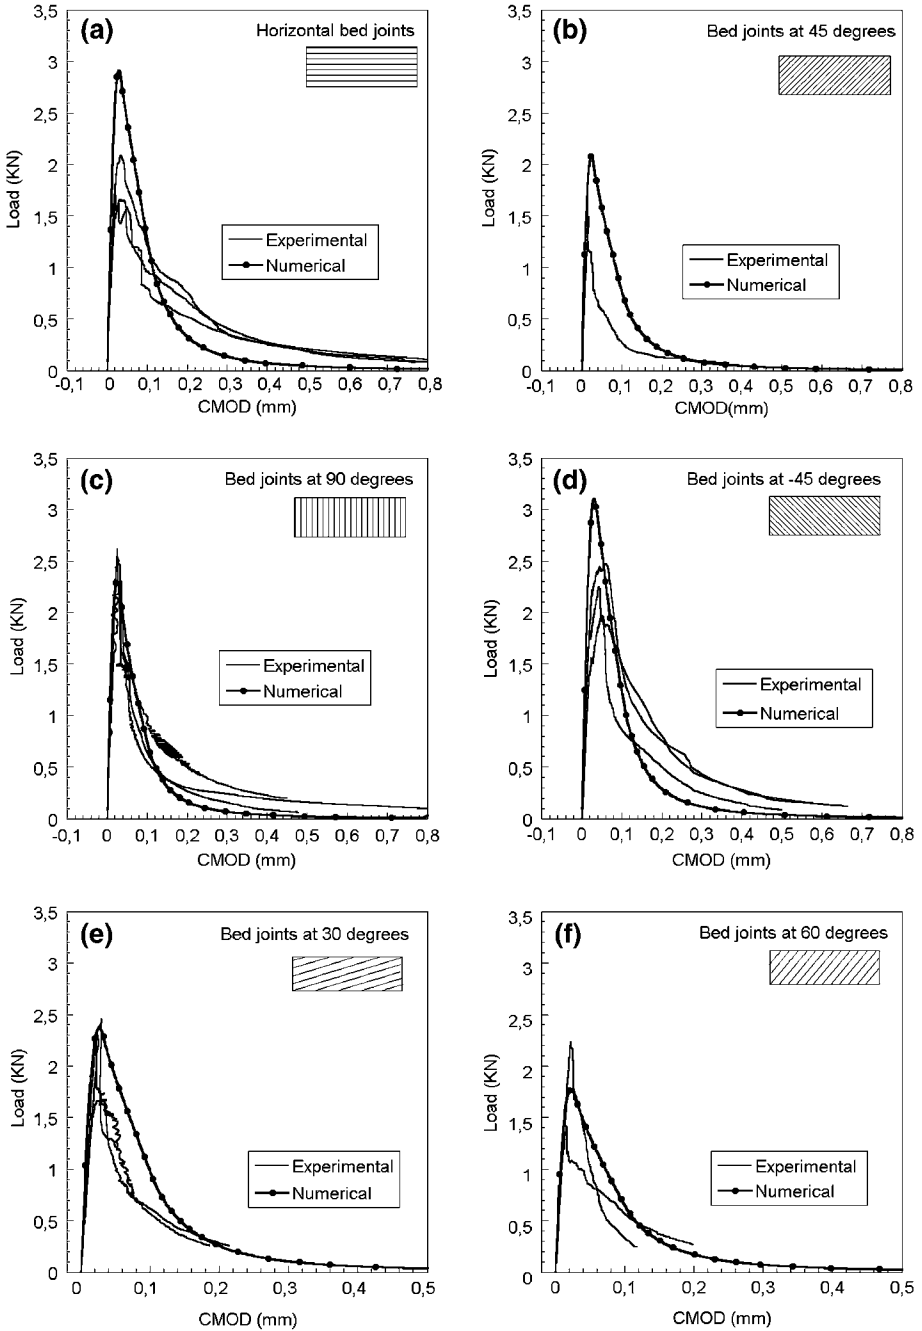 (a)
Horizontal bed joints
3,5
3
2,5
2
1,5
1
0,5
0
Load (KN)
Experimental
Numerical
-0,1 0 0,1 0,2 0,3 0,4 0,5 0,6 0,7 0,8
CMOD (mm)
(b)
Bed joints at 45 degrees
3,5
3
2,5
2
1,5
1
0,5
0
Load (KN)
Experimental
Numerical
-0,1 0 0,1 0,2 0,3 0,4 0,5 0,6 0,7 0,8
CMOD(mm)
(c)
Bed joints at 90 degrees
3,5
3
2,5
2
1,5
1
0,5
0
Load (KN)
Experimental
Numerical
-0,1 0 0,1 0,2 0,3 0,4 0,5 0,6 0,7 0,8
CMOD (mm)
(d)
Bed joints at -45 degrees
3,5
3
2,5
2
1,5
1
0,5
0
Load (KN)
Experimental
Numerical
-0,1 0 0,1 0,2 0,3 0,4 0,5 0,6 0,7 0,8
CMOD (mm)
(e)
Bed joints at 30 degrees
3,5
3
2,5
2
1,5
1
0,5
0
Load (KN)
Experimental
Numerical
0 0,1 0,2 0,3 0,4 0,5
CMOD (mm)
(f)
Bed joints at 60 degrees
3,5
3
2,5
2
1,5
1
0,5
0
Load (KN)
Experimental
Numerical
0 0,1 0,2 0,3 0,4 0,5
CMOD (mm)